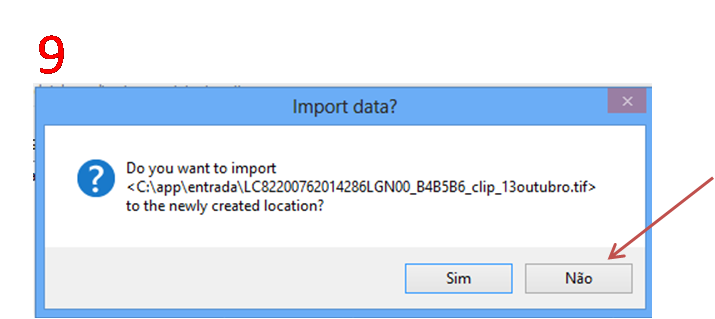 9
Import data?
Do you want to import
<C:\app\entrada\LC82200762014286LGN00_B4B5B6_clip_13outubro.tif>
to the newly created location?
Sim
Não